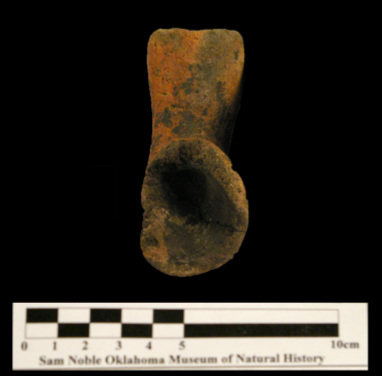 0 1 2 3 4 5 10cm
Sam Noble Oklahoma Museum of Natural History